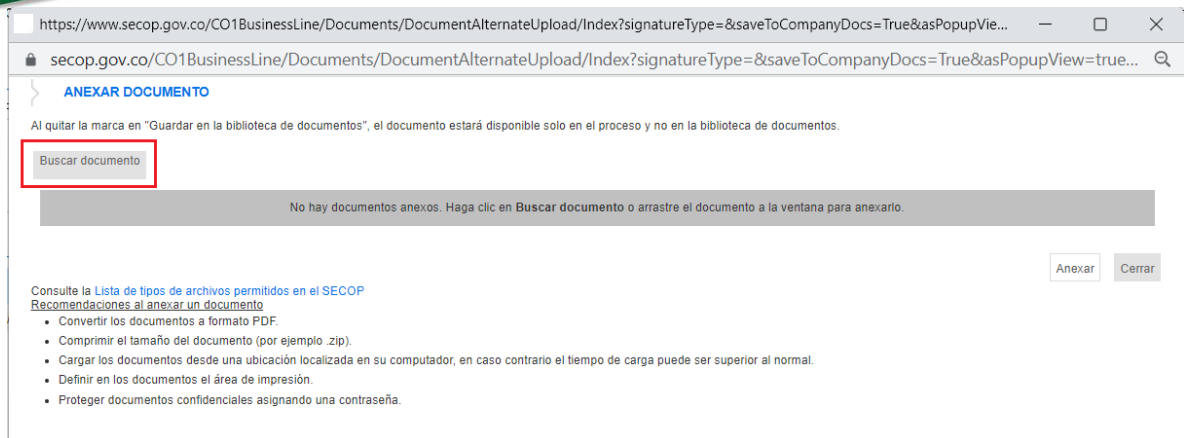 https://www.secop.gov.co/CO1BusinessLine/Documents/DocumentAlternateUpload/Index?signatureType=&saveToCompanyDocs=True&asPopupVie...
secop.gov.co/CO1BusinessLine/Documents/DocumentAlternateUpload/Index?signatureType=&saveToCompanyDocs=True&asPopupView=true...
ANEXAR DOCUMENTO
Al quitar la marca en "Guardar en la biblioteca de documentos", el documento estará disponible solo en el proceso y no en la biblioteca de documentos.
Buscar documento
No hay documentos anexos. Haga clic en Buscar documento o arrastre el documento a la ventana para anexarlo.
Anexar Cerrar
Consulte la Lista de tipos de archivos permitidos en el SECOP
Recomendaciones al anexar un documento
• Convertir los documentos a formato PDF.
• Comprimir el tamaño del documento (por ejemplo .zip).
• Cargar los documentos desde una ubicación localizada en su computador, en caso contrario el tiempo de carga puede ser superior al normal.
• Definir en los documentos el área de impresión.
• Proteger documentos confidenciales asignando una contraseña.